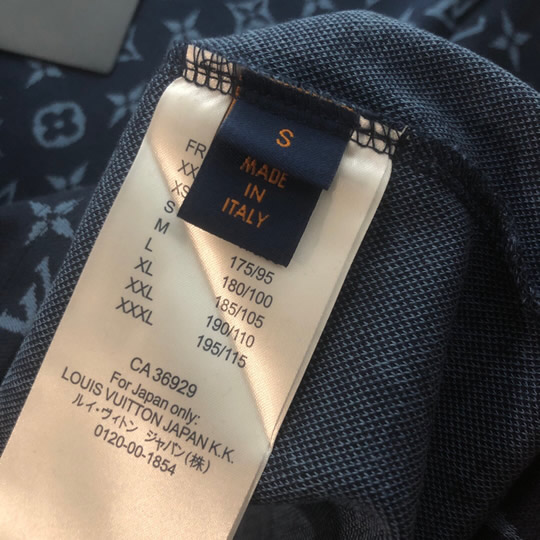 S
MADE
IN
ITALY
FR
XX
XS
S
M
L 175/95
XL 180/100
XXL 185/105
XXXL 190/110
195/115
CA 36929
For Japan only:
LOUIS VUITTON JAPAN K.K.
ルイ・ヴィトン ジャパン(株)
0120-00-1854